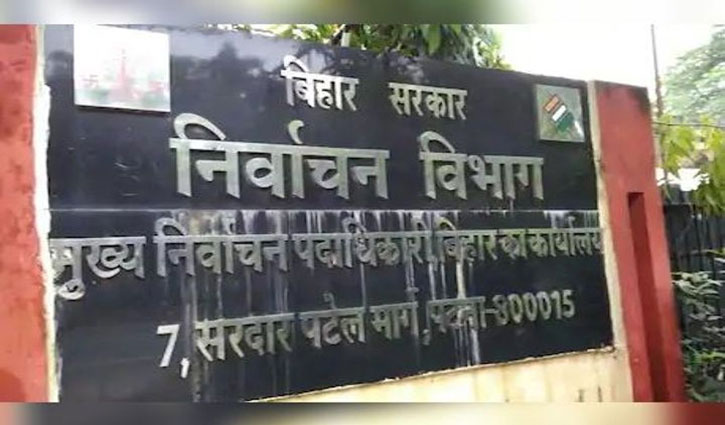 बिहार सरकार
निर्वाचन विभाग
मुख्य निर्वाचन पदाधिकारी, बिहार का कार्यालय
7, सरदार पटेल मार्ग, पटना-800015